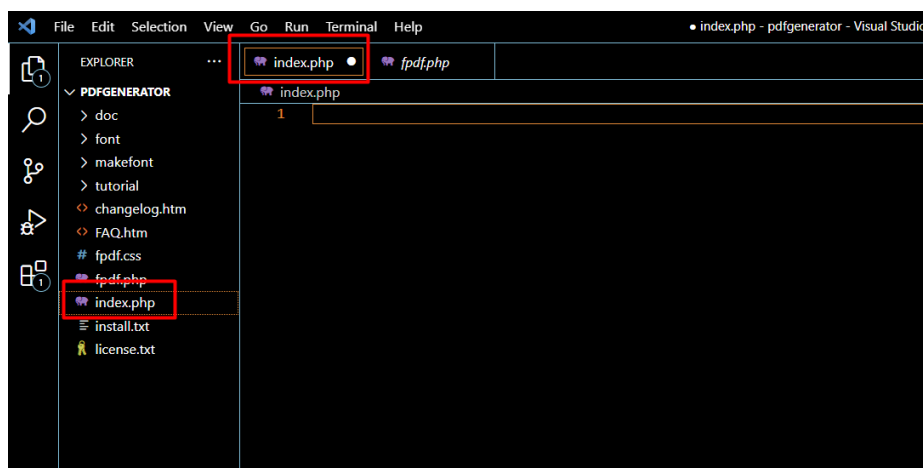 File Edit Selection View Go Run Terminal Help ● index.php - pdfgenerator - Visual Studio
EXPLORER ···
index.php ● fpdf.php
PDFGENERATOR
index.php
1
doc
font
makefont
tutorial
changelog.htm
FAQ.htm
# fpdf.css
fpdf.php
index.php
install.txt
license.txt
1
1